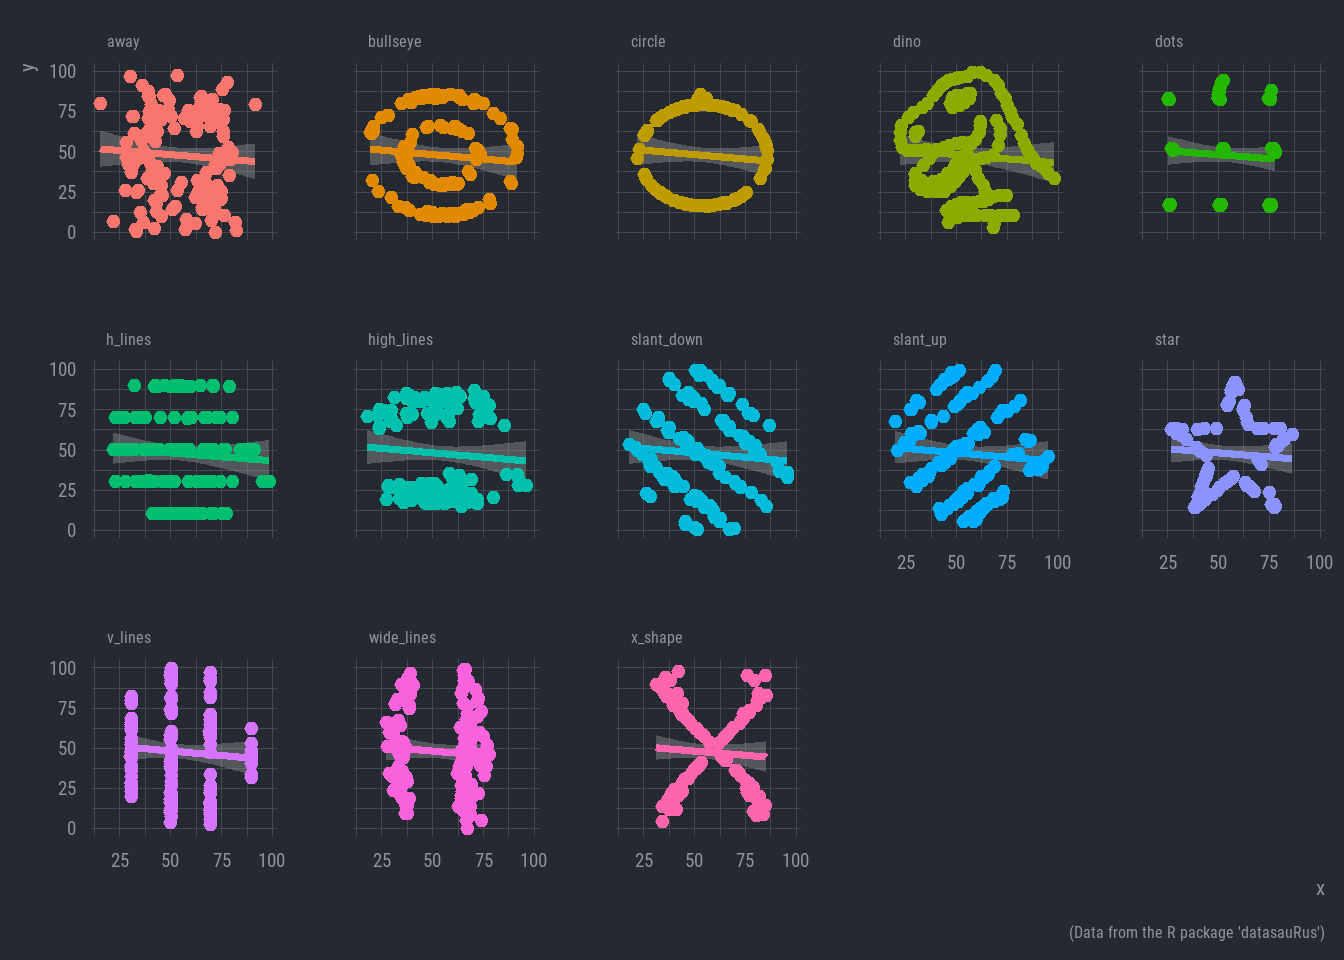 away bullseye circle dino dots
y
100
75
50
25
0
h_lines high_lines slant_down slant_up star
100
75
50
25
0
25 50 75 100 25 50 75 100
v_lines wide_lines x_shape
100
75
50
25
0
25 50 75 100 25 50 75 100 25 50 75 100
x
(Data from the R package 'datasauRus')